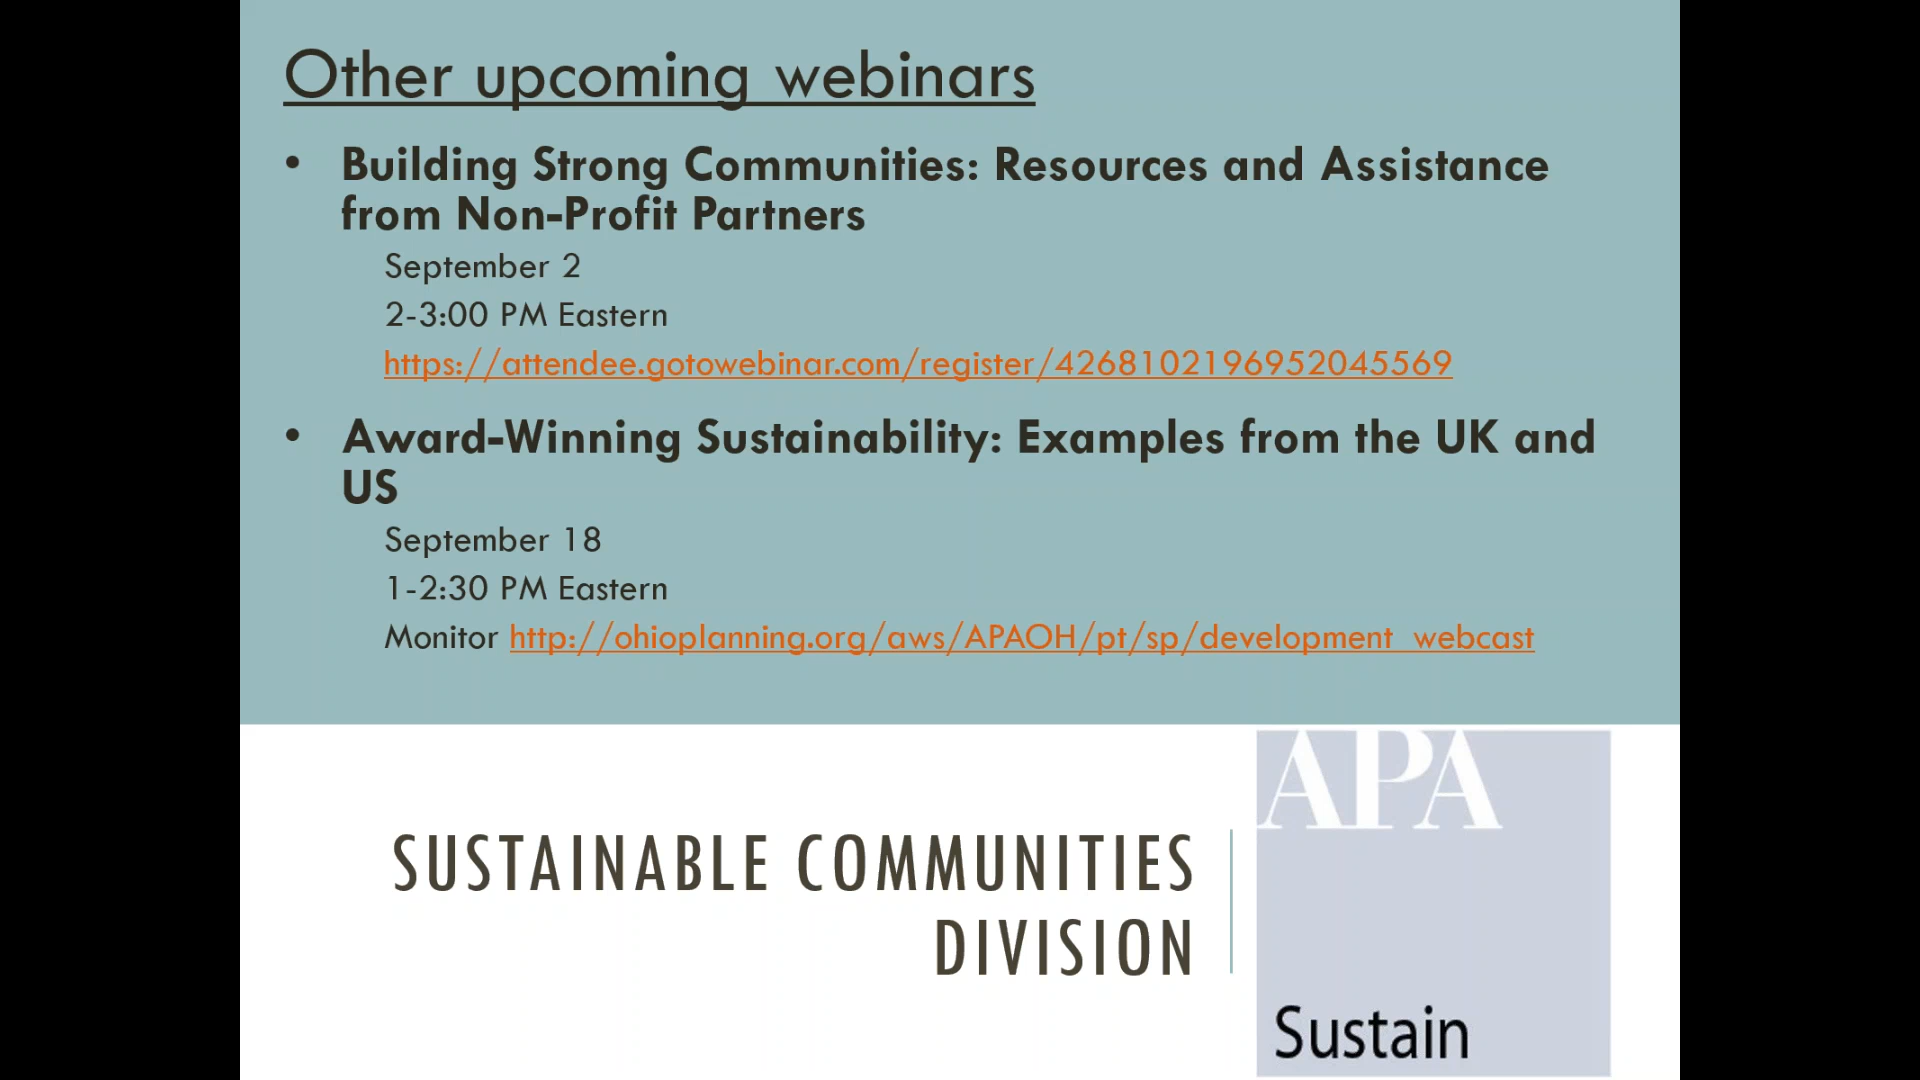 Other upcoming webinars
• Building Strong Communities: Resources and Assistance
from Non-Profit Partners
September 2
2-3:00 PM Eastern
https://attendee.gotowebinar.com/register/4268102196952045569
• Award-Winning Sustainability: Examples from the UK and
US
September 18
1-2:30 PM Eastern
Monitor http://ohioplanning.org/aws/APAOH/pt/sp/development_webcast
APA
SUSTAINABLE COMMUNITIES
DIVISION
Sustain